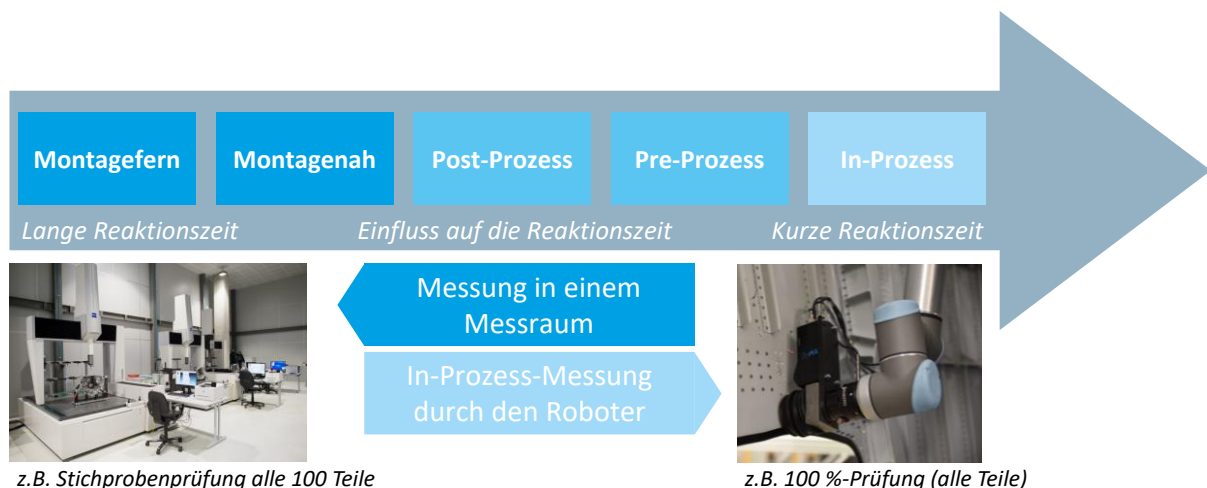 Montagefern
Montagenah
Post-Prozess
Pre-Prozess
In-Prozess
Lange Reaktionszeit
Einfluss auf die Reaktionszeit
Kurze Reaktionszeit
Messung in einem
Messraum
In-Prozess-Messung
durch den Roboter
z.B. Stichprobenprüfung alle 100 Teile
z.B. 100 %-Prüfung (alle Teile)